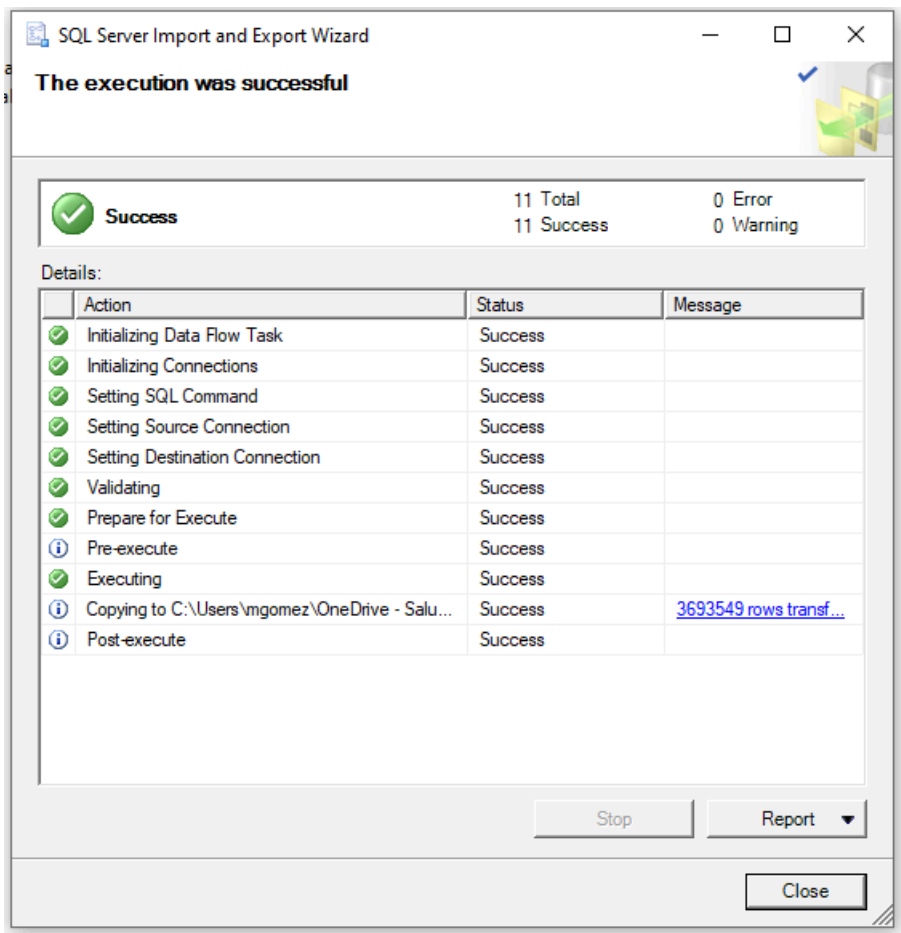 SQL Server Import and Export Wizard
The execution was successful
Success
11 Total
0 Error
11 Success
0 Warning
Details:
Action Status Message
Initializing Data Flow Task Success
Initializing Connections Success
Setting SQL Command Success
Setting Source Connection Success
Setting Destination Connection Success
Validating Success
Prepare for Execute Success
Pre-execute Success
Executing Success
Copying to C:\Users\mgomez\OneDrive - Salu... Success 3693549 rows transf...
Post-execute Success
Stop
Report
Close